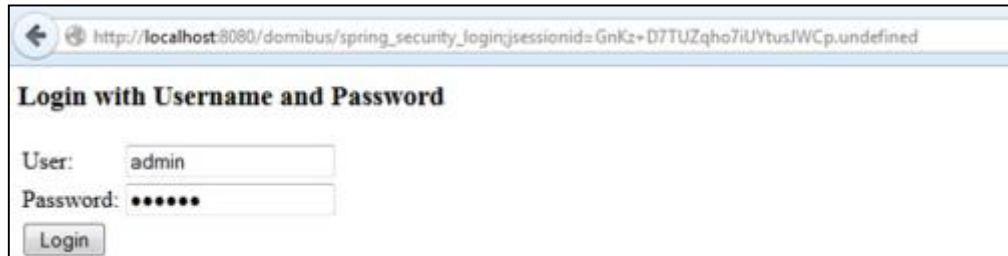 http://localhost:8080/domibus/spring_security_login;jsessionid=GnKz+D7TUZqho7iUYtusJWCp.undefined
Login with Username and Password
User: admin
Password: ••••••
Login